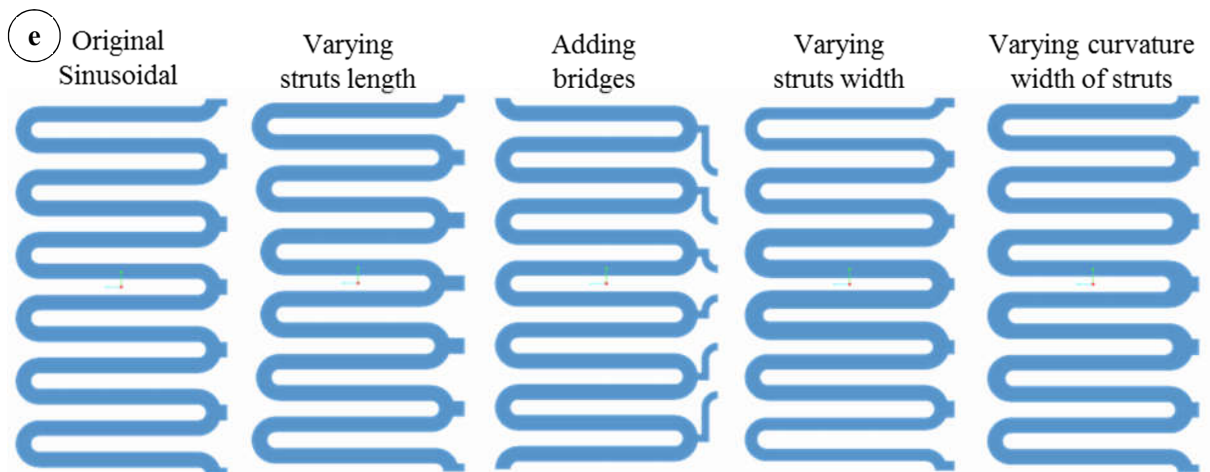 e
Original
Sinusoidal
Varying
struts length
Adding
bridges
Varying
struts width
Varying curvature
width of struts